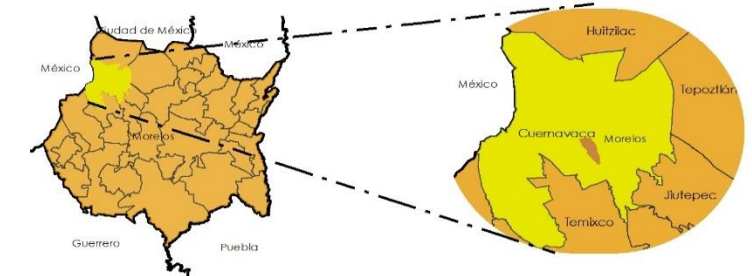 Ciudad de México
México
México
Morelos
Guerrero
Puebla
Huitzilac
México
Tepoztlán
Cuernavaca
Morelos
Jiutepec
Temixco